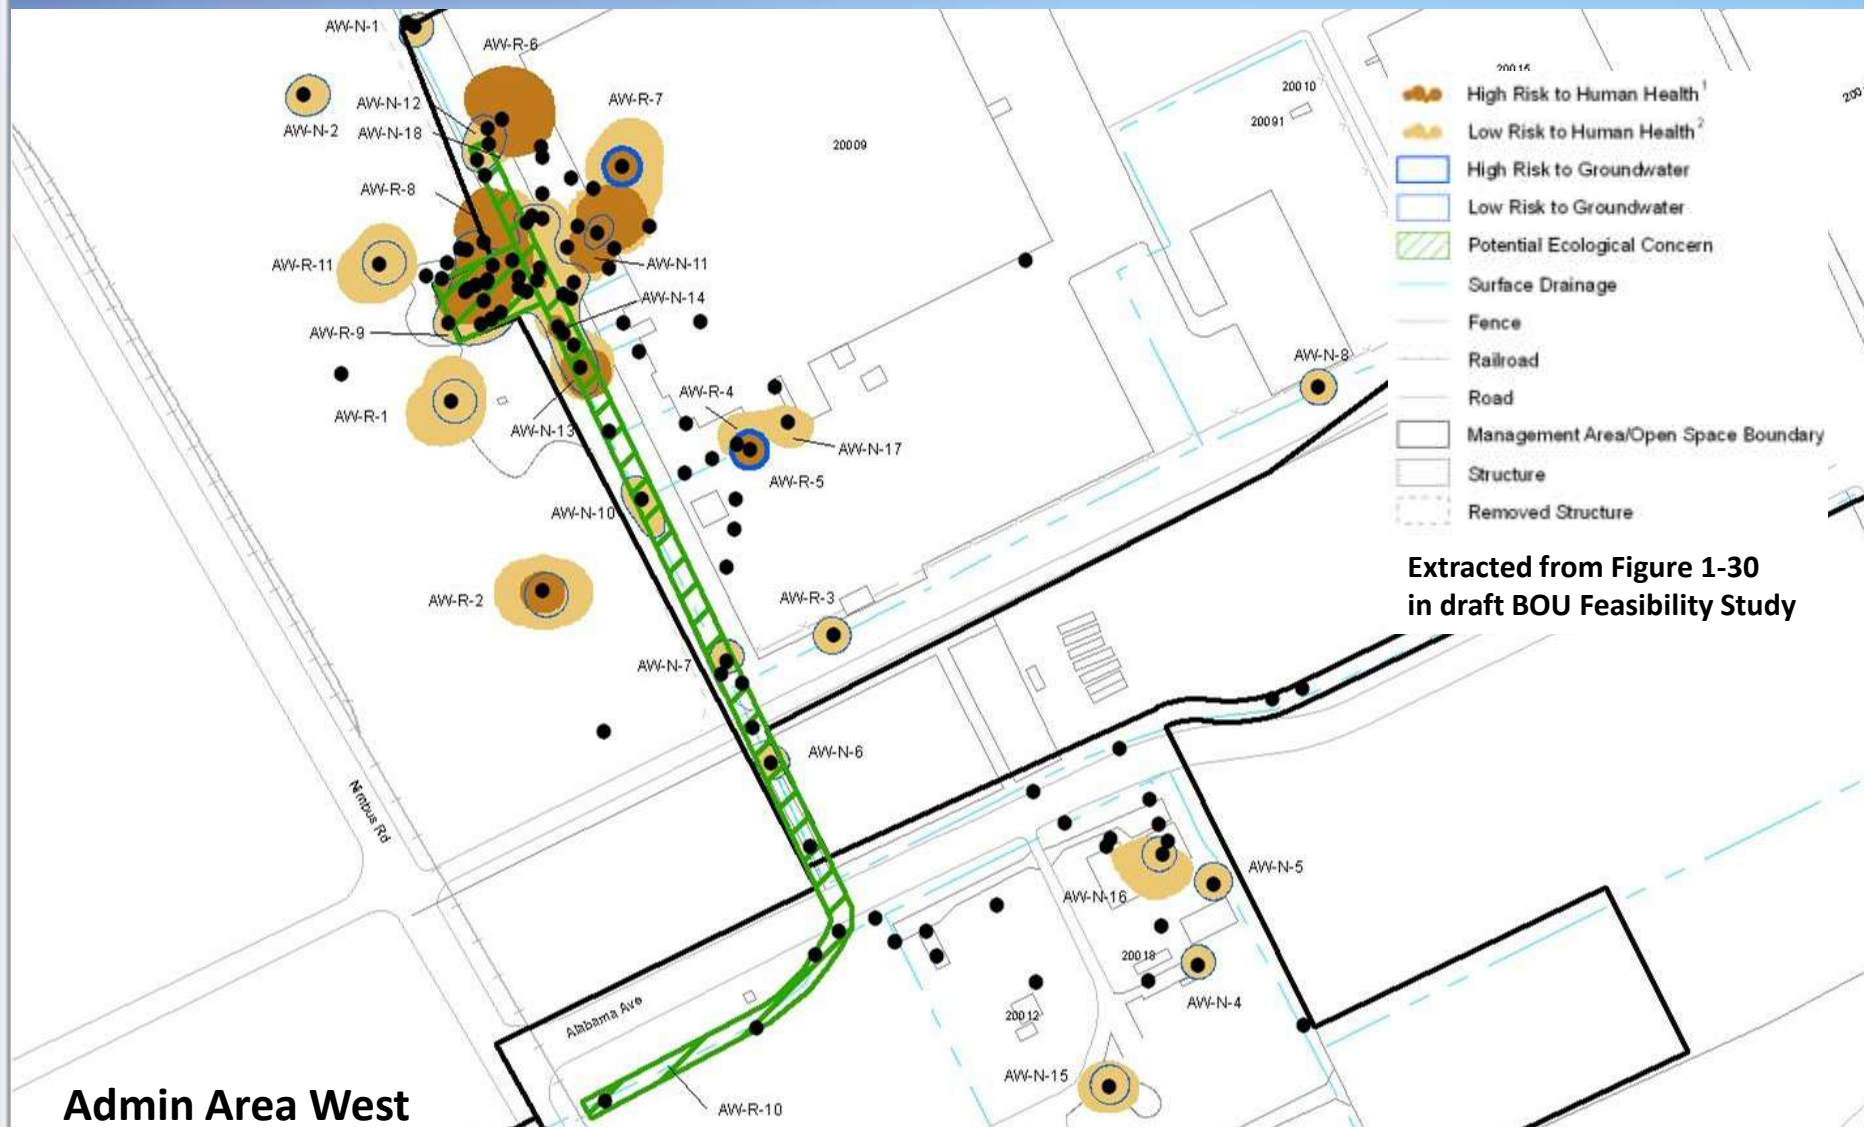 AW-N-1
AW-R-6
AW-N-2
AW-N-12
AW-N-18
AW-R-7
20009
20015
20010
20091
200
AW-R-8
AW-R-11
AW-N-11
AW-N-14
AW-R-9
AW-R-1
AW-N-13
AW-R-4
AW-N-17
AW-R-5
AW-N-8
AW-N-10
AW-R-2
AW-R-3
AW-N-7
AW-N-6
Nimbus Rd
AW-N-5
AW-N-16
20018
AW-N-4
20012
Alabama Ave
AW-N-15
AW-R-10
High Risk to Human Health1
Low Risk to Human Health2
High Risk to Groundwater
Low Risk to Groundwater
Potential Ecological Concern
Surface Drainage
Fence
Railroad
Road
Management Area/Open Space Boundary
Structure
Removed Structure
Extracted from Figure 1-30
in draft BOU Feasibility Study
Admin Area West